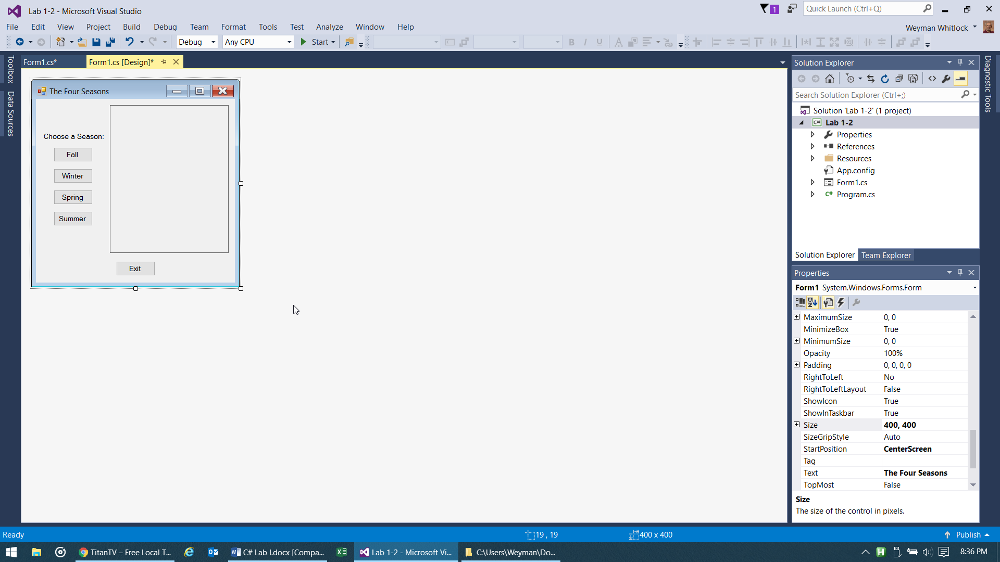 Lab 1-2 - Microsoft Visual Studio
1
Quick Launch (Ctrl+Q)
File Edit View Project Build Debug Team Format Tools Test Analyze Window Help
Weyman Whitlock
Debug Any CPU Start B I U
Toolbox
Data Sources
Form1.cs* Form1.cs [Design]*
The Four Seasons
Choose a Season:
Fall
Winter
Spring
Summer
Exit
Solution Explorer
Search Solution Explorer (Ctrl+;)
Solution 'Lab 1-2' (1 project)
C# Lab 1-2
Properties
References
Resources
App.config
Form1.cs
C# Program.cs
Solution Explorer Team Explorer
Diagnostic Tools
Properties
Form1 System.Windows.Forms.Form
MaximumSize 0, 0
MinimizeBox True
MinimumSize 0, 0
Opacity 100%
Padding 0, 0, 0, 0
RightToLeft No
RightToLeftLayout False
ShowIcon True
ShowInTaskbar True
Size 400, 400
SizeGripStyle Auto
StartPosition CenterScreen
Tag
Text The Four Seasons
TopMost False
Size
The size of the control in pixels.
Ready 19 , 19 400 x 400 Publish
TitanTV – Free Local T... C# Lab I.docx [Compa... Lab 1-2 - Microsoft Vi... C:\Users\Weyman\Do... 8:36 PM